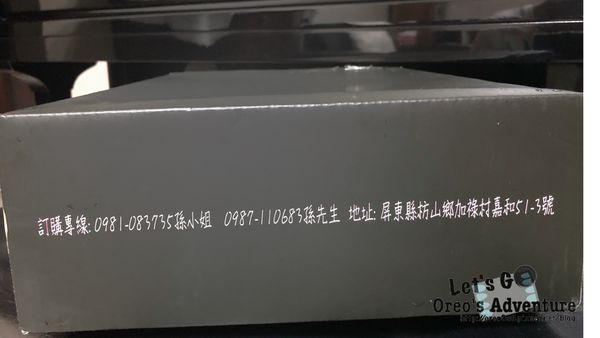 訂購專線: 0981-083735孫小姐 0987-110683孫先生 地址: 屏東縣枋山鄉加祿村嘉和51-3號
Let's Go
Oreo's Adventure